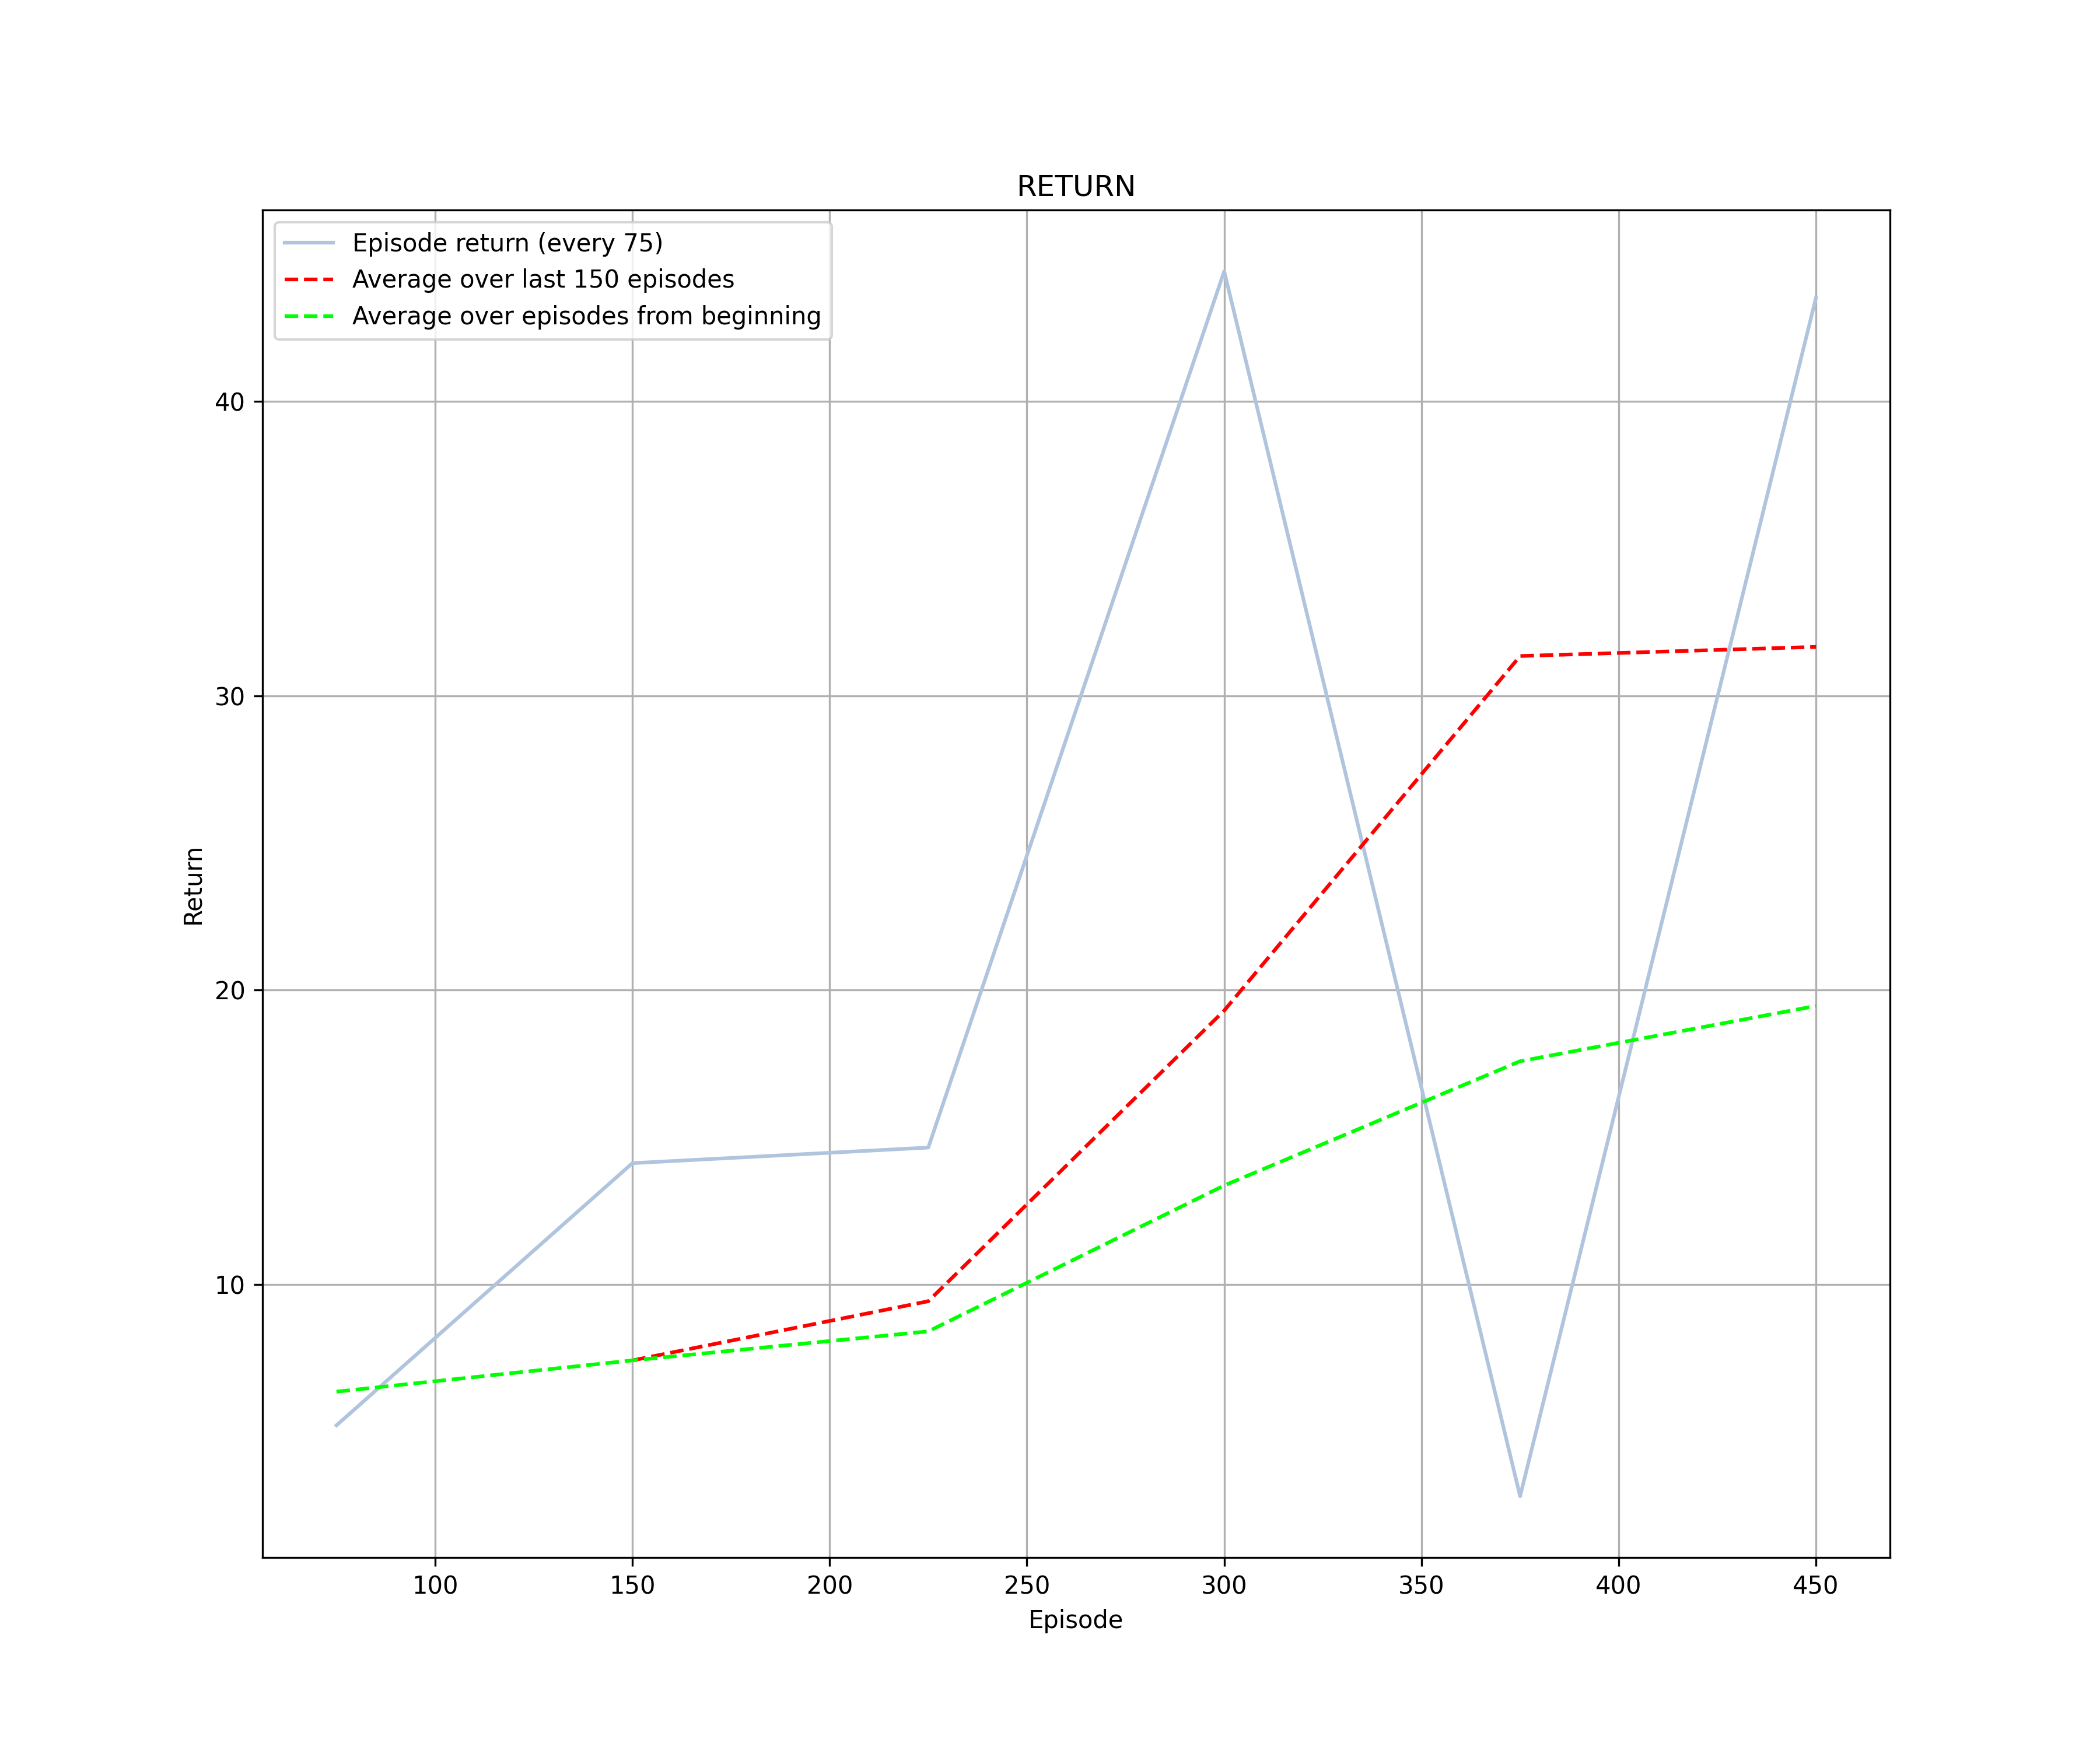 RETURN
Episode return (every 75)
Average over last 150 episodes
Average over episodes from beginning
40
30
20
10
Return
100 150 200 250 300 350 400 450
Episode